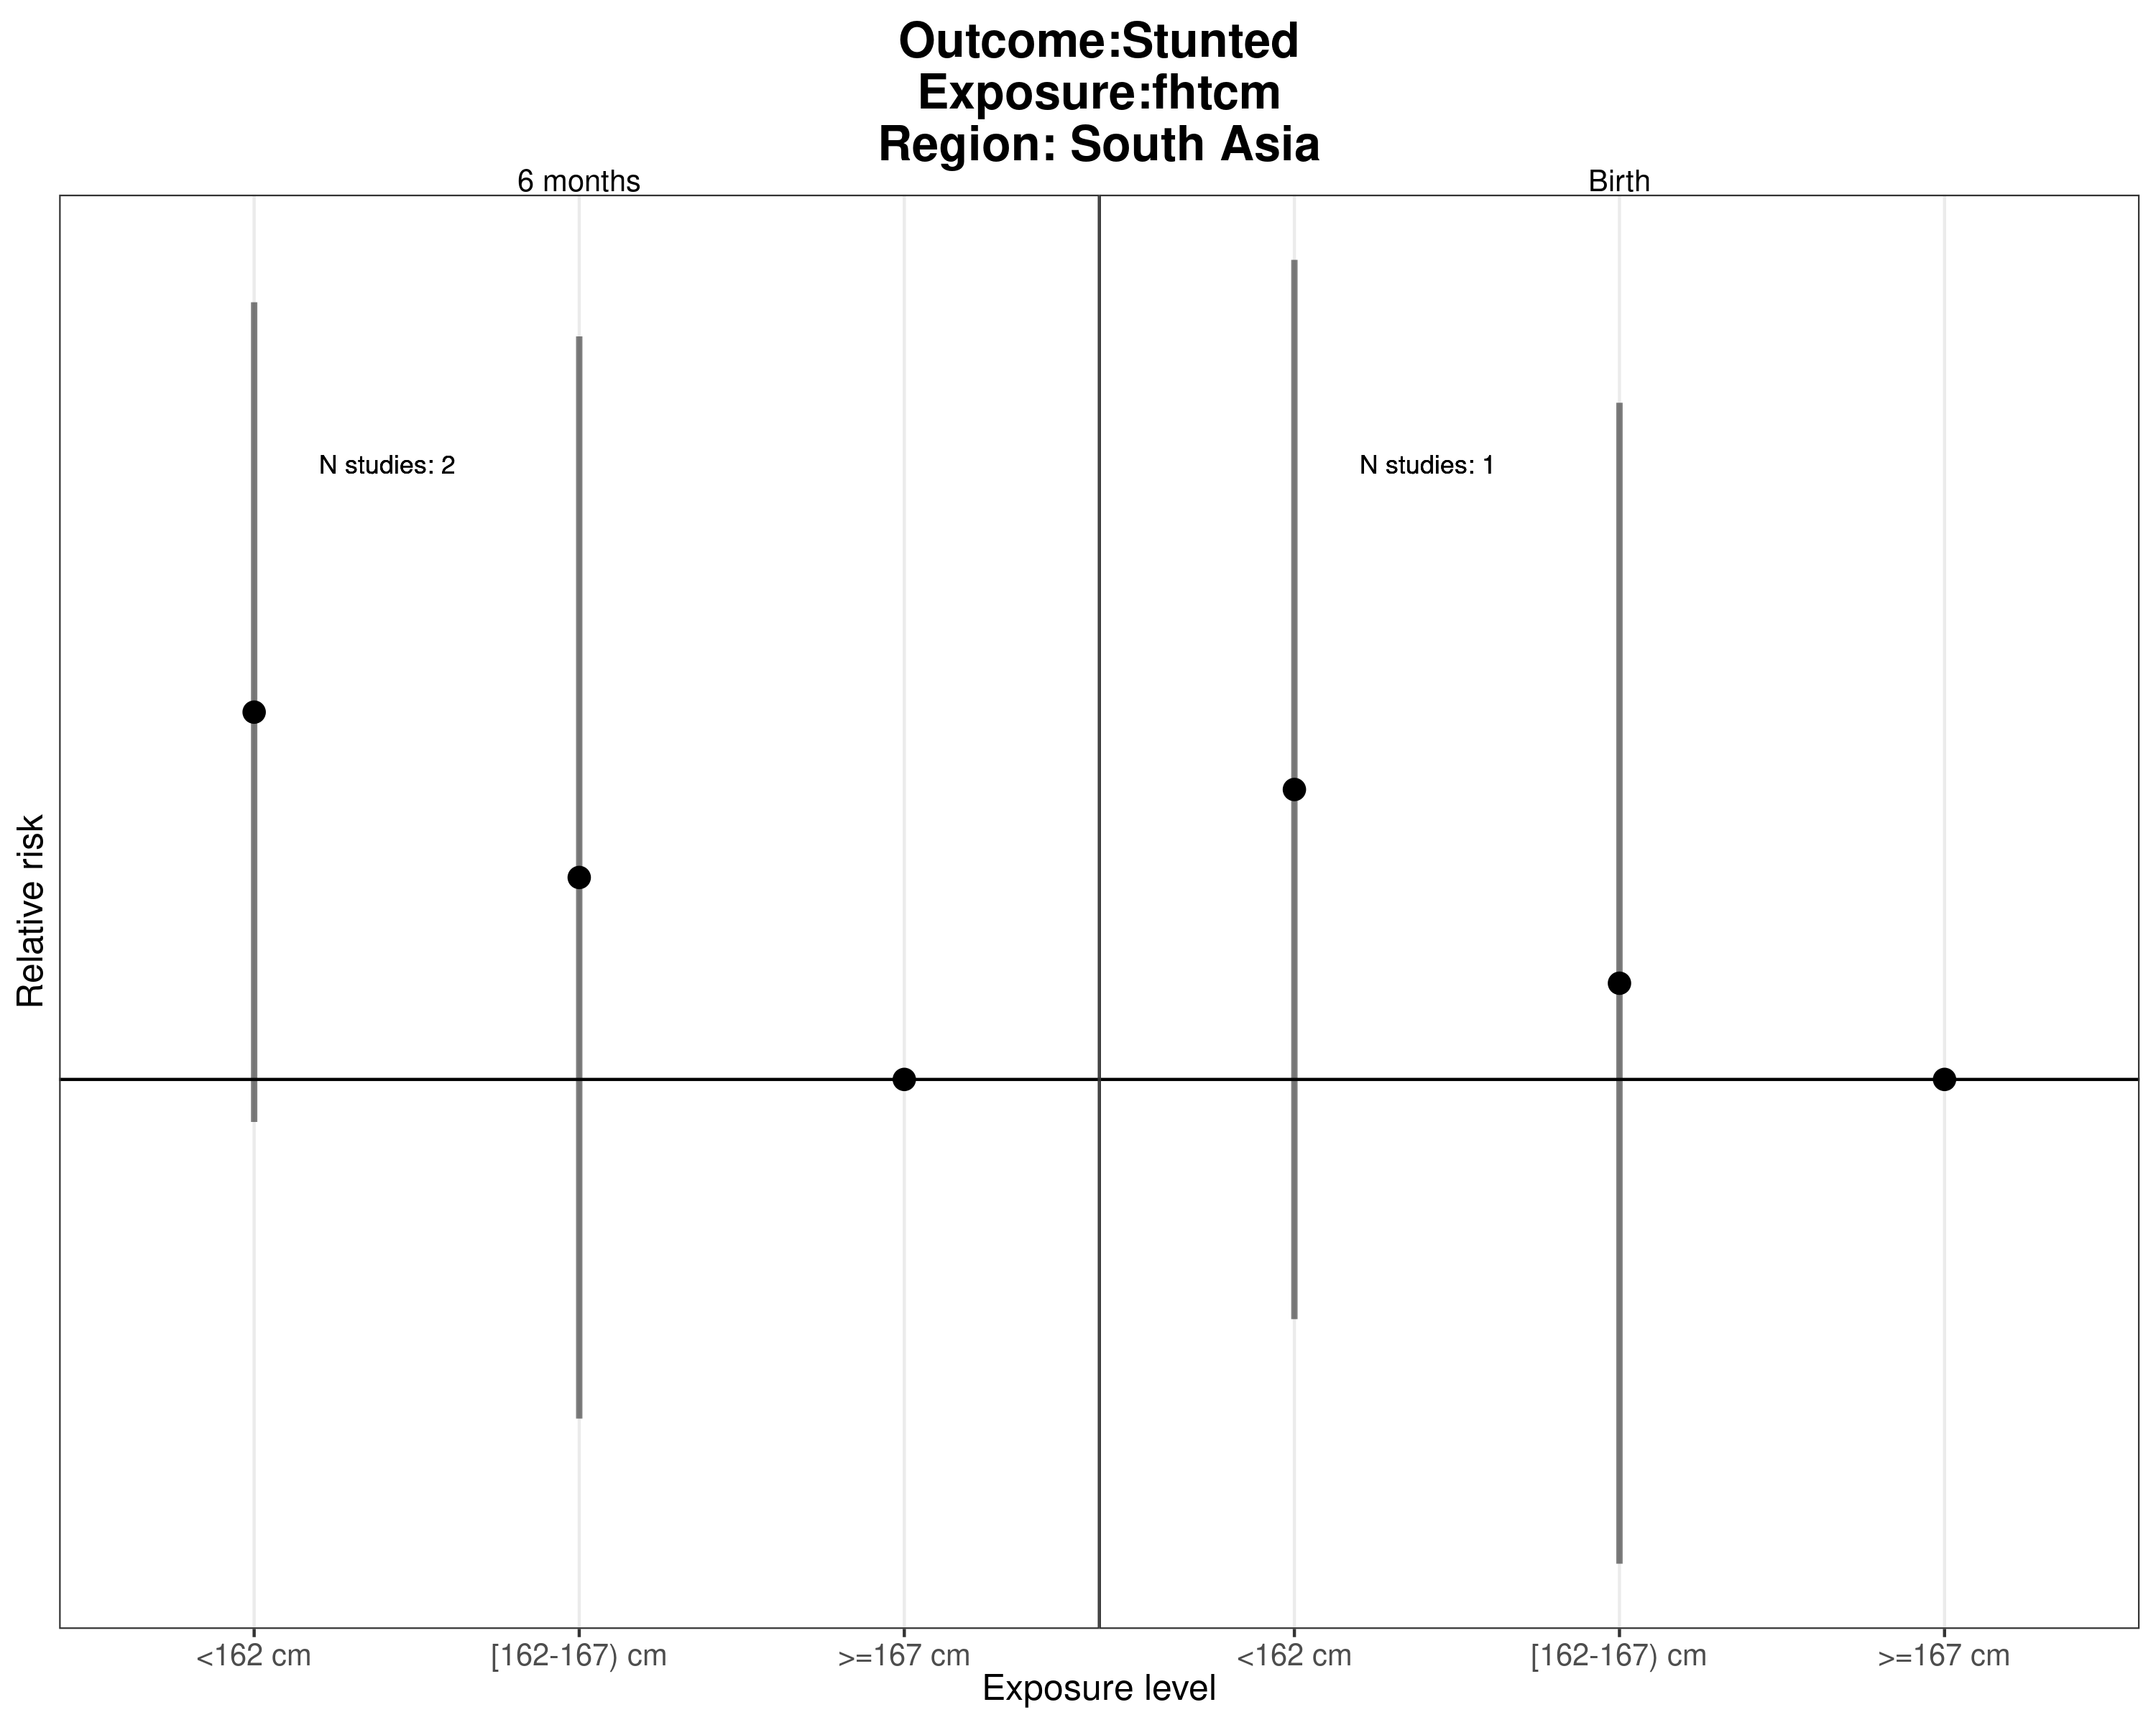 Outcome:Stunted
Exposure:fhtcm
Region: South Asia
6 months
Birth
N studies: 2
N studies: 1
Relative risk
<162 cm
[162-167) cm
>=167 cm
<162 cm
[162-167) cm
>=167 cm
Exposure level